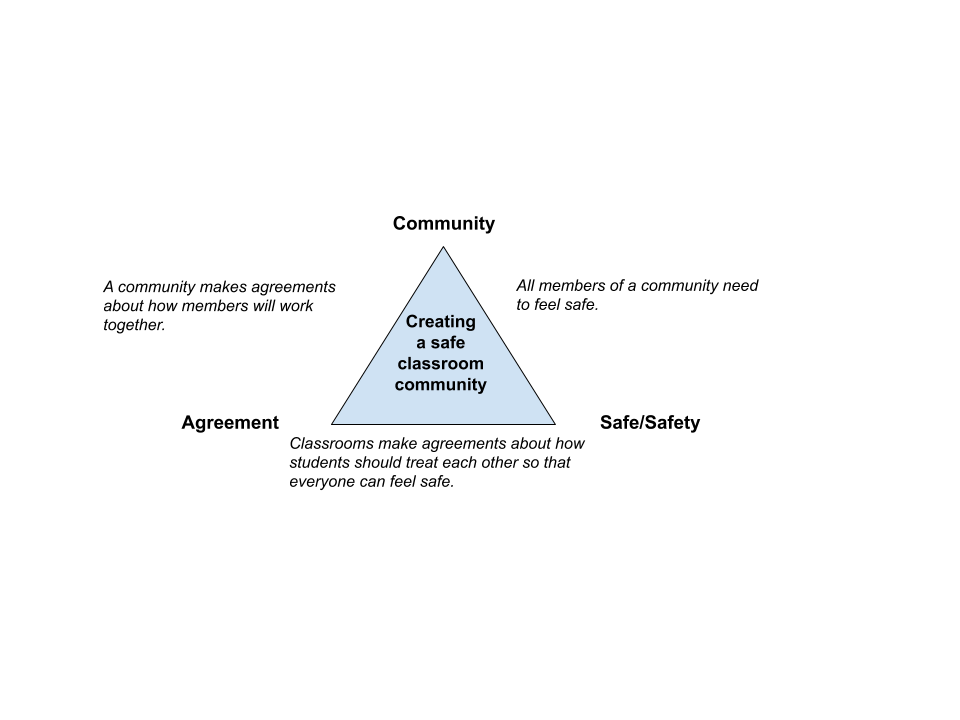 Community
A community makes agreements
about how members will work
together.
All members of a community need
to feel safe.
Creating
a safe
classroom
community
Agreement
Safe/Safety
Classrooms make agreements about how
students should treat each other so that
everyone can feel safe.